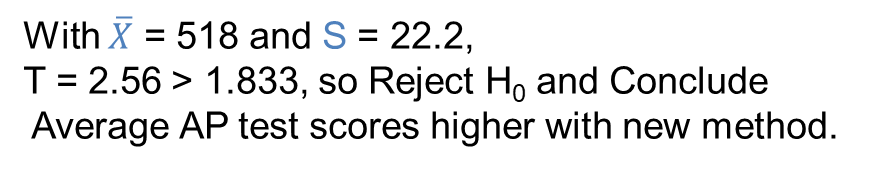 With X̄ = 518 and S = 22.2,
T = 2.56 > 1.833, so Reject H₀ and Conclude
Average AP test scores higher with new method.